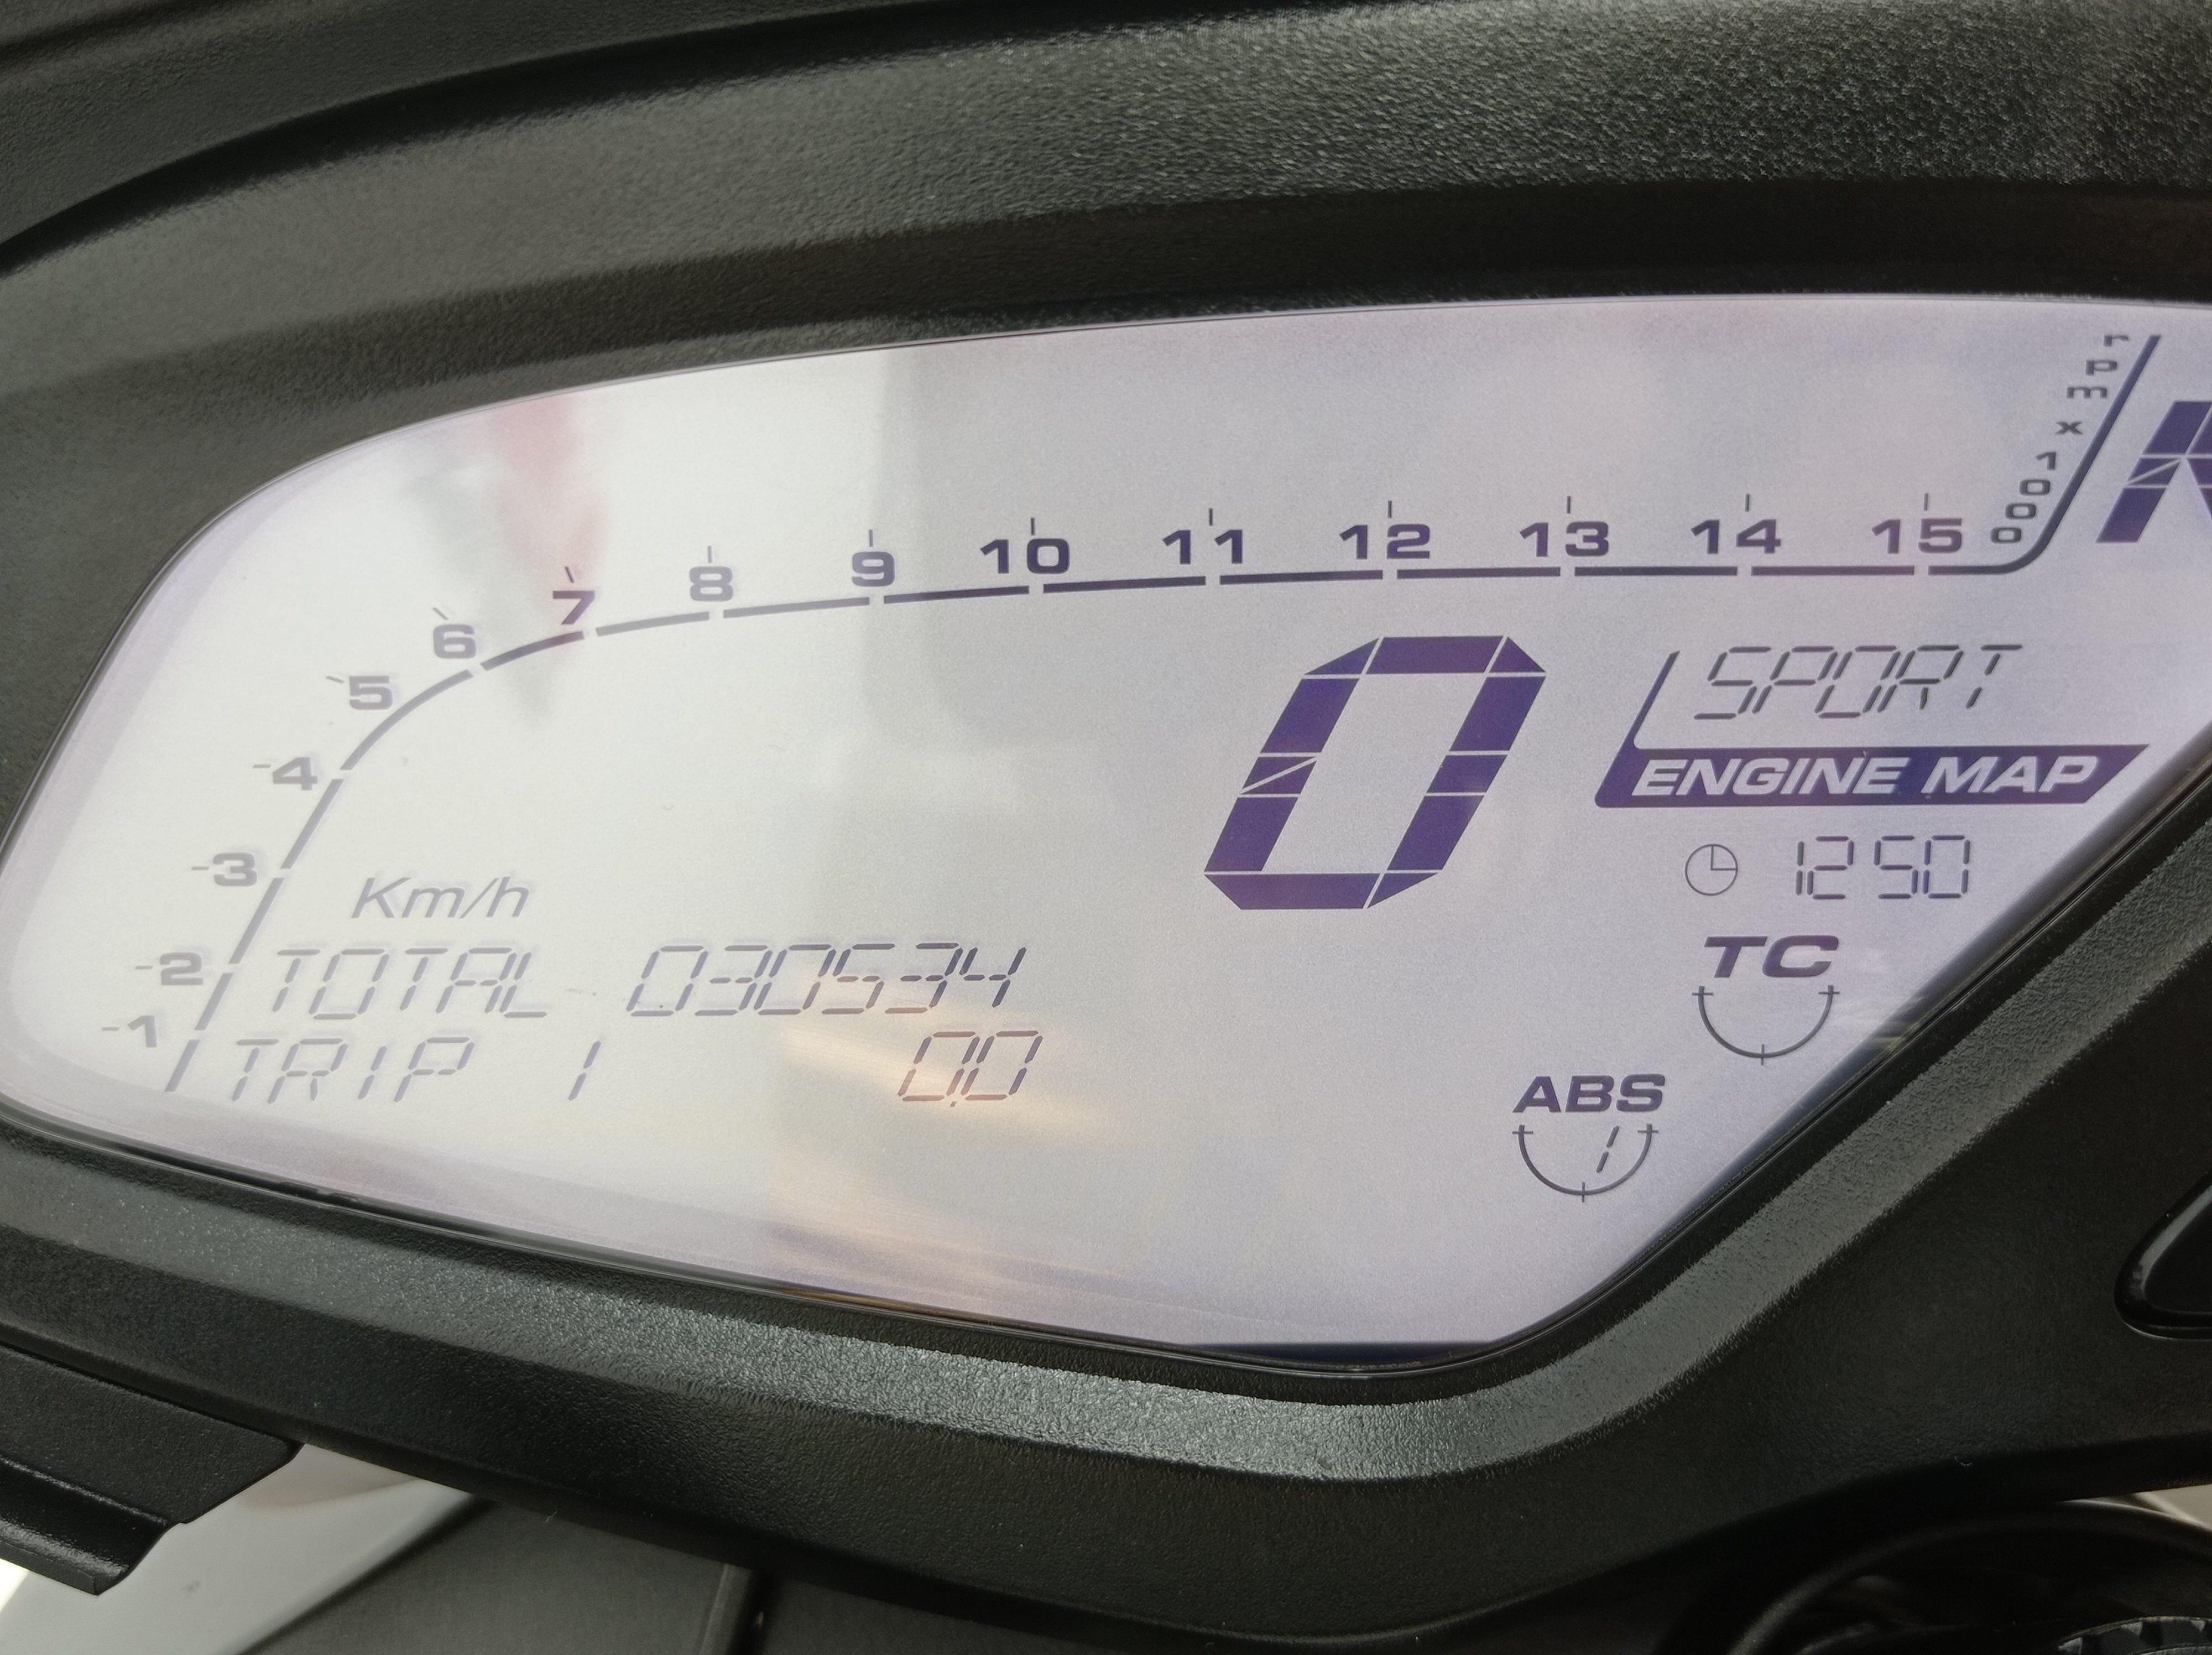 1 2 3 4 5 6 7 8 9 10 11 12 13 14 15
rpm x 1000
0
SPORT
ENGINE MAP
12 50
Km/h
TOTAL 030534
TRIP 1 0.0
TC
ABS
1